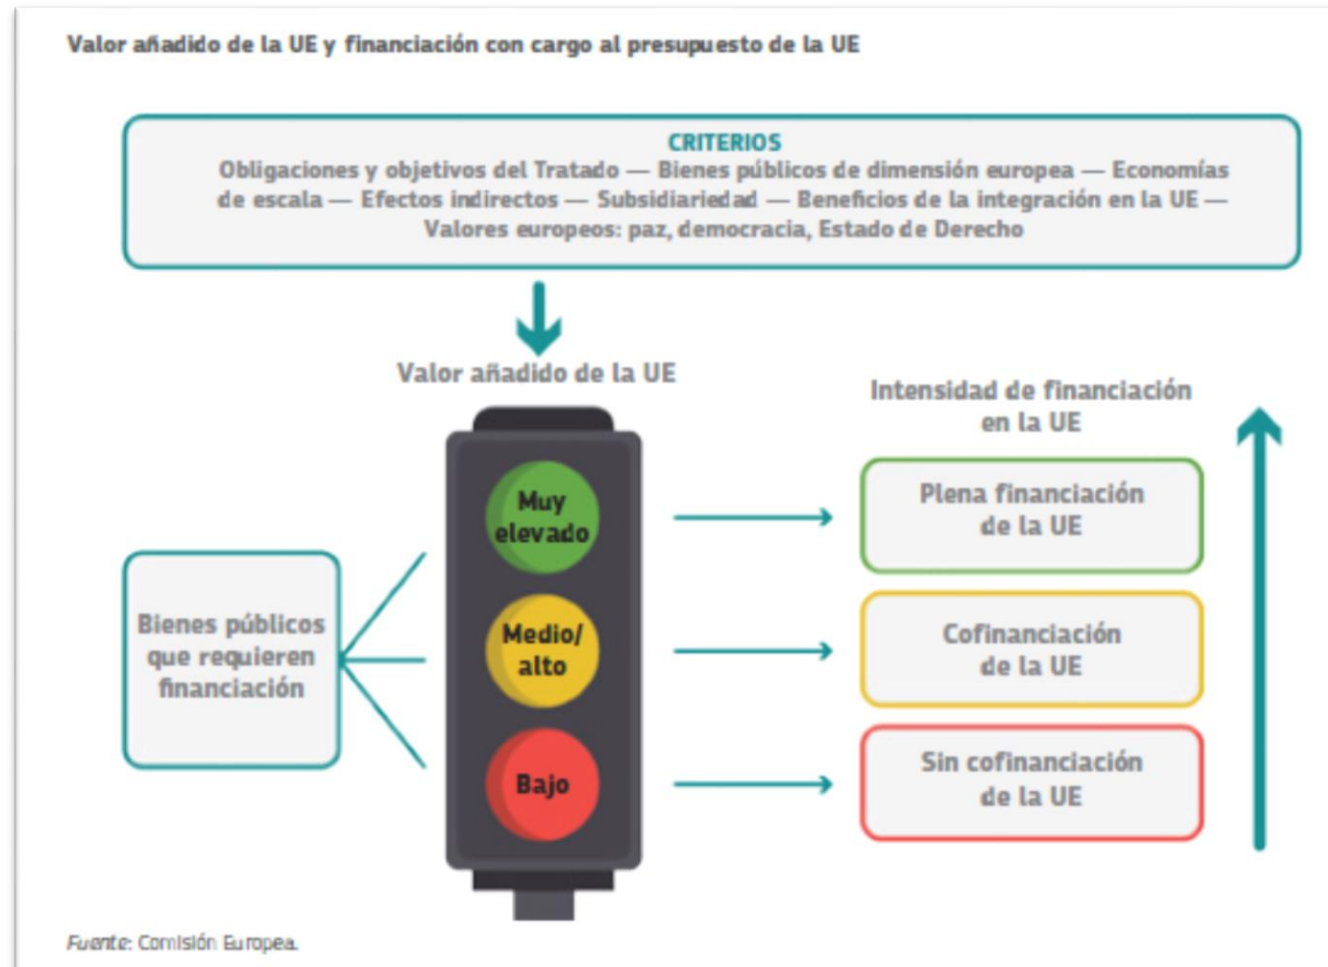 Valor añadido de la UE y financiación con cargo al presupuesto de la UE
CRITERIOS
Obligaciones y objetivos del Tratado — Bienes públicos de dimensión europea — Economías
de escala — Efectos indirectos — Subsidiariedad — Beneficios de la integración en la UE —
Valores europeos: paz, democracia, Estado de Derecho
Valor añadido de la UE
Intensidad de financiación
en la UE
Muy
elevado
Plena financiación
de la UE
Bienes públicos
que requieren
financiación
Medio/
alto
Cofinanciación
de la UE
Bajo
Sin cofinanciación
de la UE
Fuente: Comisión Europea.